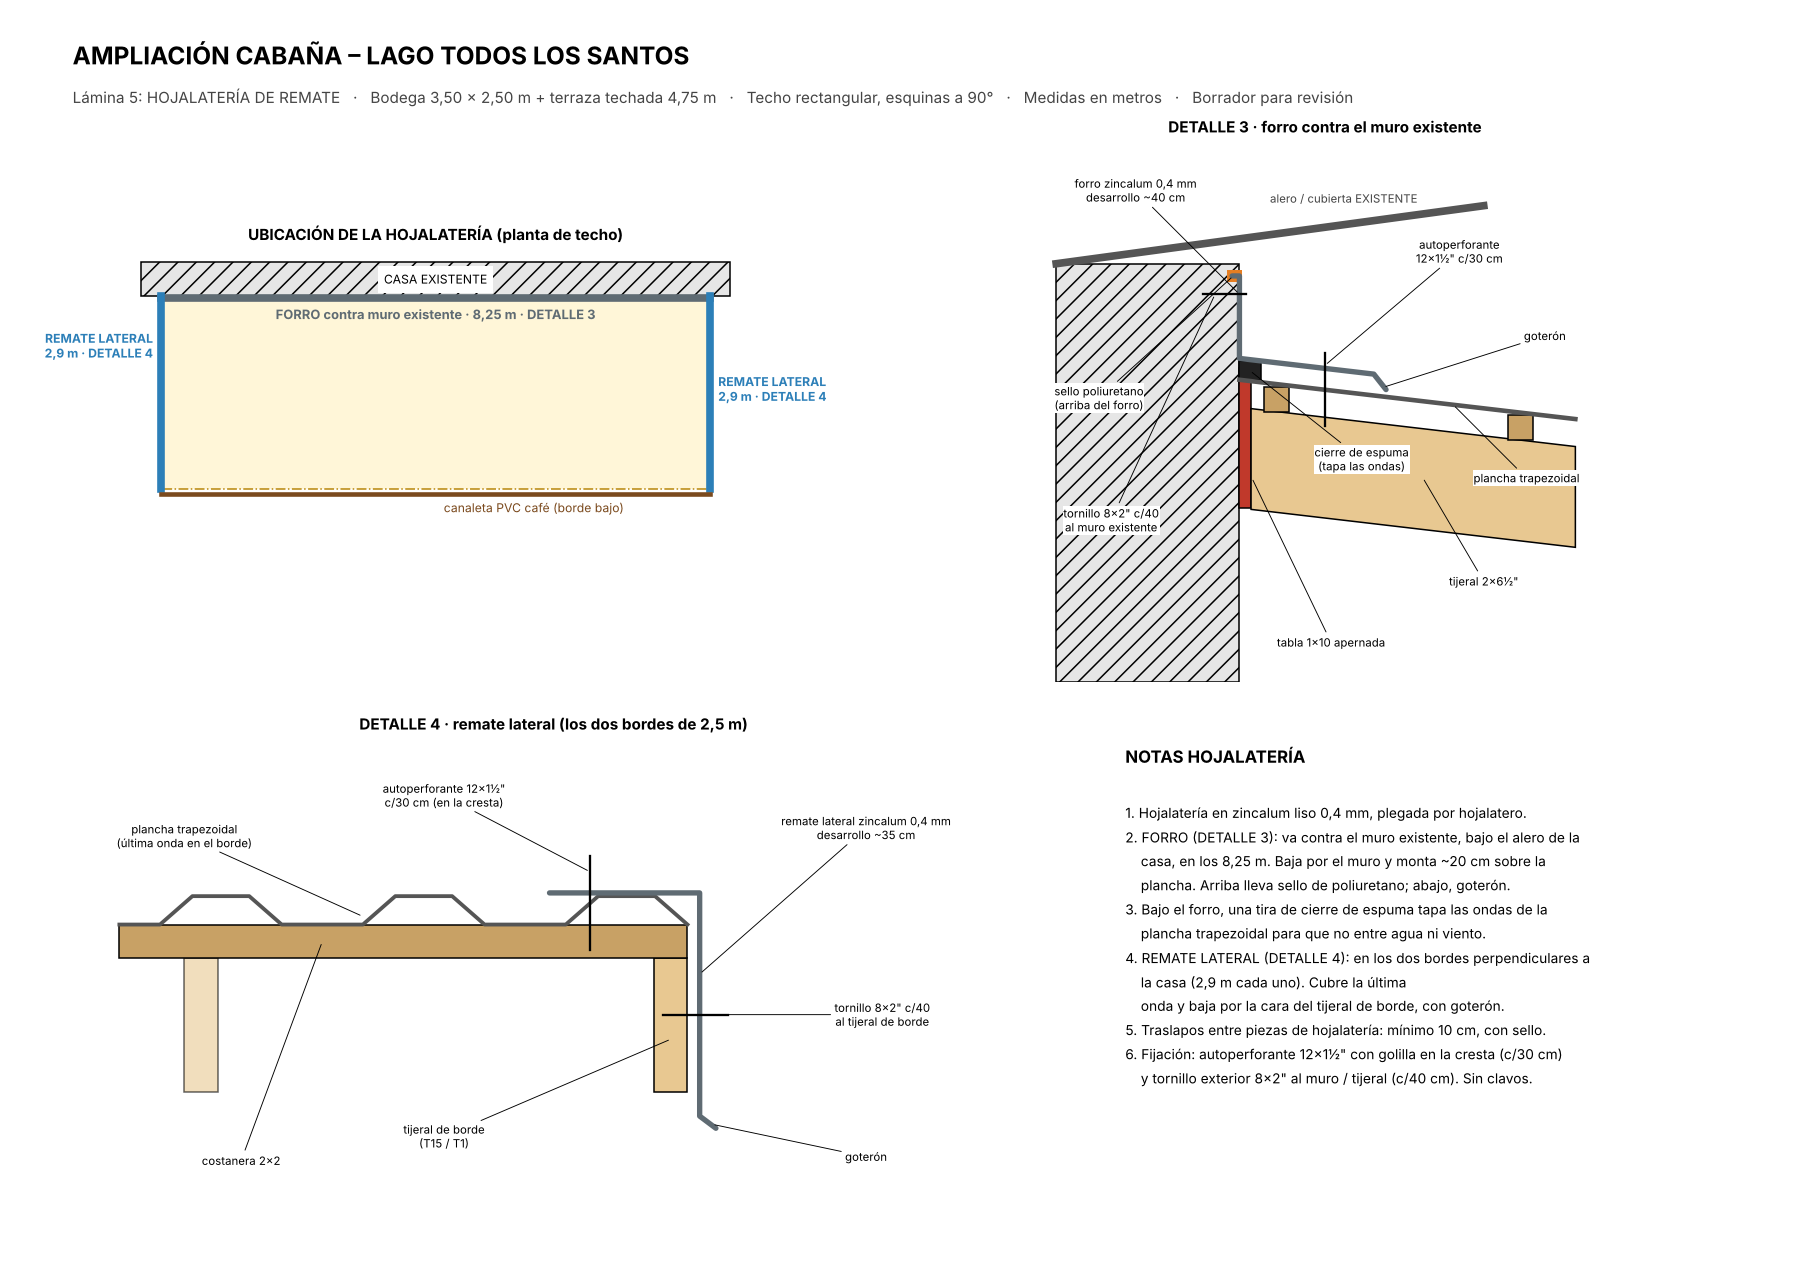 AMPLIACIÓN CABAÑA – LAGO TODOS LOS SANTOS
Lámina 5: HOJALATERÍA DE REMATE · Bodega 3,50 × 2,50 m + terraza techada 4,75 m · Techo rectangular, esquinas a 90° · Medidas en metros · Borrador para revisión
UBICACIÓN DE LA HOJALATERÍA (planta de techo)
CASA EXISTENTE
FORRO contra muro existente · 8,25 m · DETALLE 3
REMATE LATERAL
2,9 m · DETALLE 4
REMATE LATERAL
2,9 m · DETALLE 4
canaleta PVC café (borde bajo)
DETALLE 3 · forro contra el muro existente
forro zincalum 0,4 mm
desarrollo ~40 cm
alero / cubierta EXISTENTE
autoperforante
12×1½" c/30 cm
goterón
sello poliuretano
(arriba del forro)
cierre de espuma
(tapa las ondas)
plancha trapezoidal
tornillo 8×2" c/40
al muro existente
tijeral 2×6½"
tabla 1×10 apernada
DETALLE 4 · remate lateral (los dos bordes de 2,5 m)
autoperforante 12×1½"
c/30 cm (en la cresta)
plancha trapezoidal
(última onda en el borde)
remate lateral zincalum 0,4 mm
desarrollo ~35 cm
tornillo 8×2" c/40
al tijeral de borde
tijeral de borde
(T15 / T1)
costanera 2×2
goterón
NOTAS HOJALATERÍA
1. Hojalatería en zincalum liso 0,4 mm, plegada por hojalatero.
2. FORRO (DETALLE 3): va contra el muro existente, bajo el alero de la
casa, en los 8,25 m. Baja por el muro y monta ~20 cm sobre la
plancha. Arriba lleva sello de poliuretano; abajo, goterón.
3. Bajo el forro, una tira de cierre de espuma tapa las ondas de la
plancha trapezoidal para que no entre agua ni viento.
4. REMATE LATERAL (DETALLE 4): en los dos bordes perpendiculares a
la casa (2,9 m cada uno). Cubre la última
onda y baja por la cara del tijeral de borde, con goterón.
5. Traslapos entre piezas de hojalatería: mínimo 10 cm, con sello.
6. Fijación: autoperforante 12×1½" con golilla en la cresta (c/30 cm)
y tornillo exterior 8×2" al muro / tijeral (c/40 cm). Sin clavos.